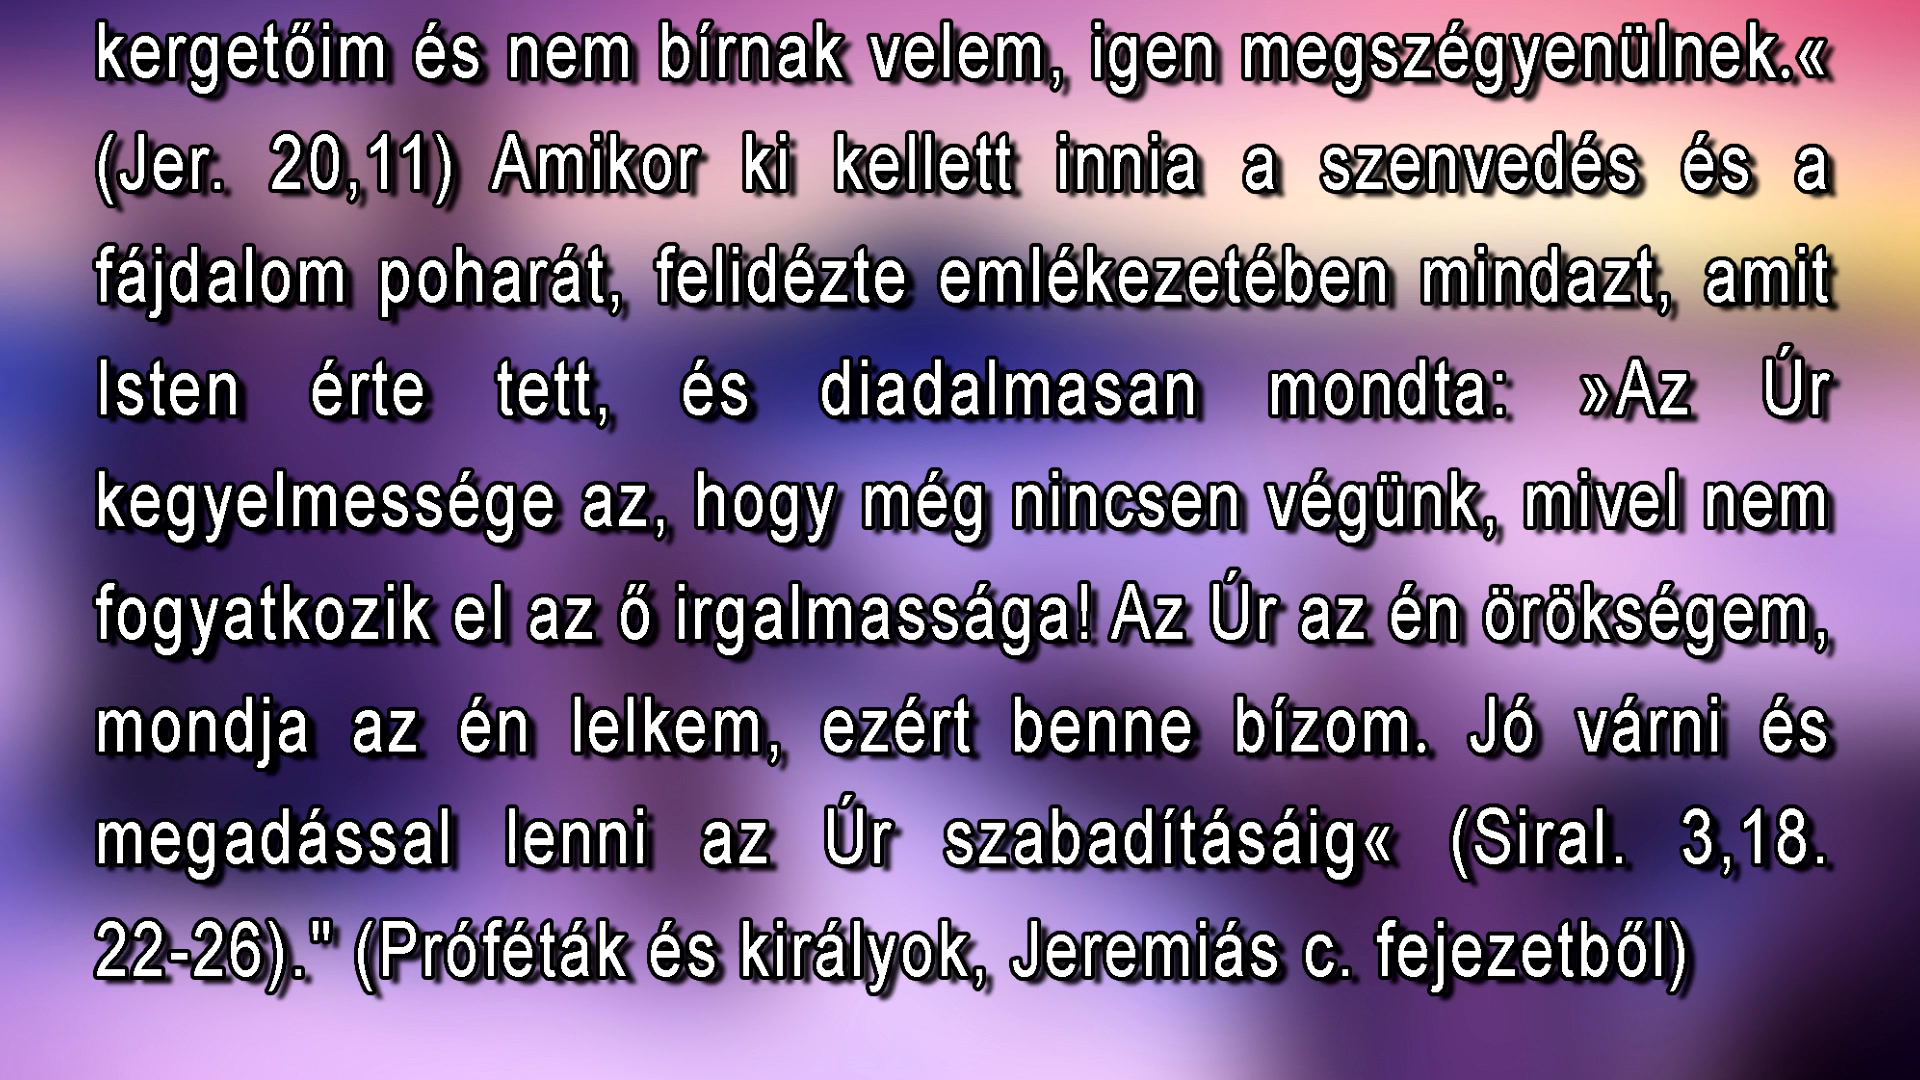 kergetőim és nem bírnak velem, igen megszégyenülnek.«
(Jer. 20,11) Amikor ki kellett innia a szenvedés és a
fájdalom poharát, felidézte emlékezetében mindazt, amit
Isten érte tett, és diadalmasan mondta: »Az Úr
kegyelmessége az, hogy még nincsen végünk, mivel nem
fogyatkozik el az ő irgalmassága! Az Úr az én örökségem,
mondja az én lelkem, ezért benne bízom. Jó várni és
megadással lenni az Úr szabadításáig« (Siral. 3,18.
22-26)." (Próféták és királyok, Jeremiás c. fejezetből)